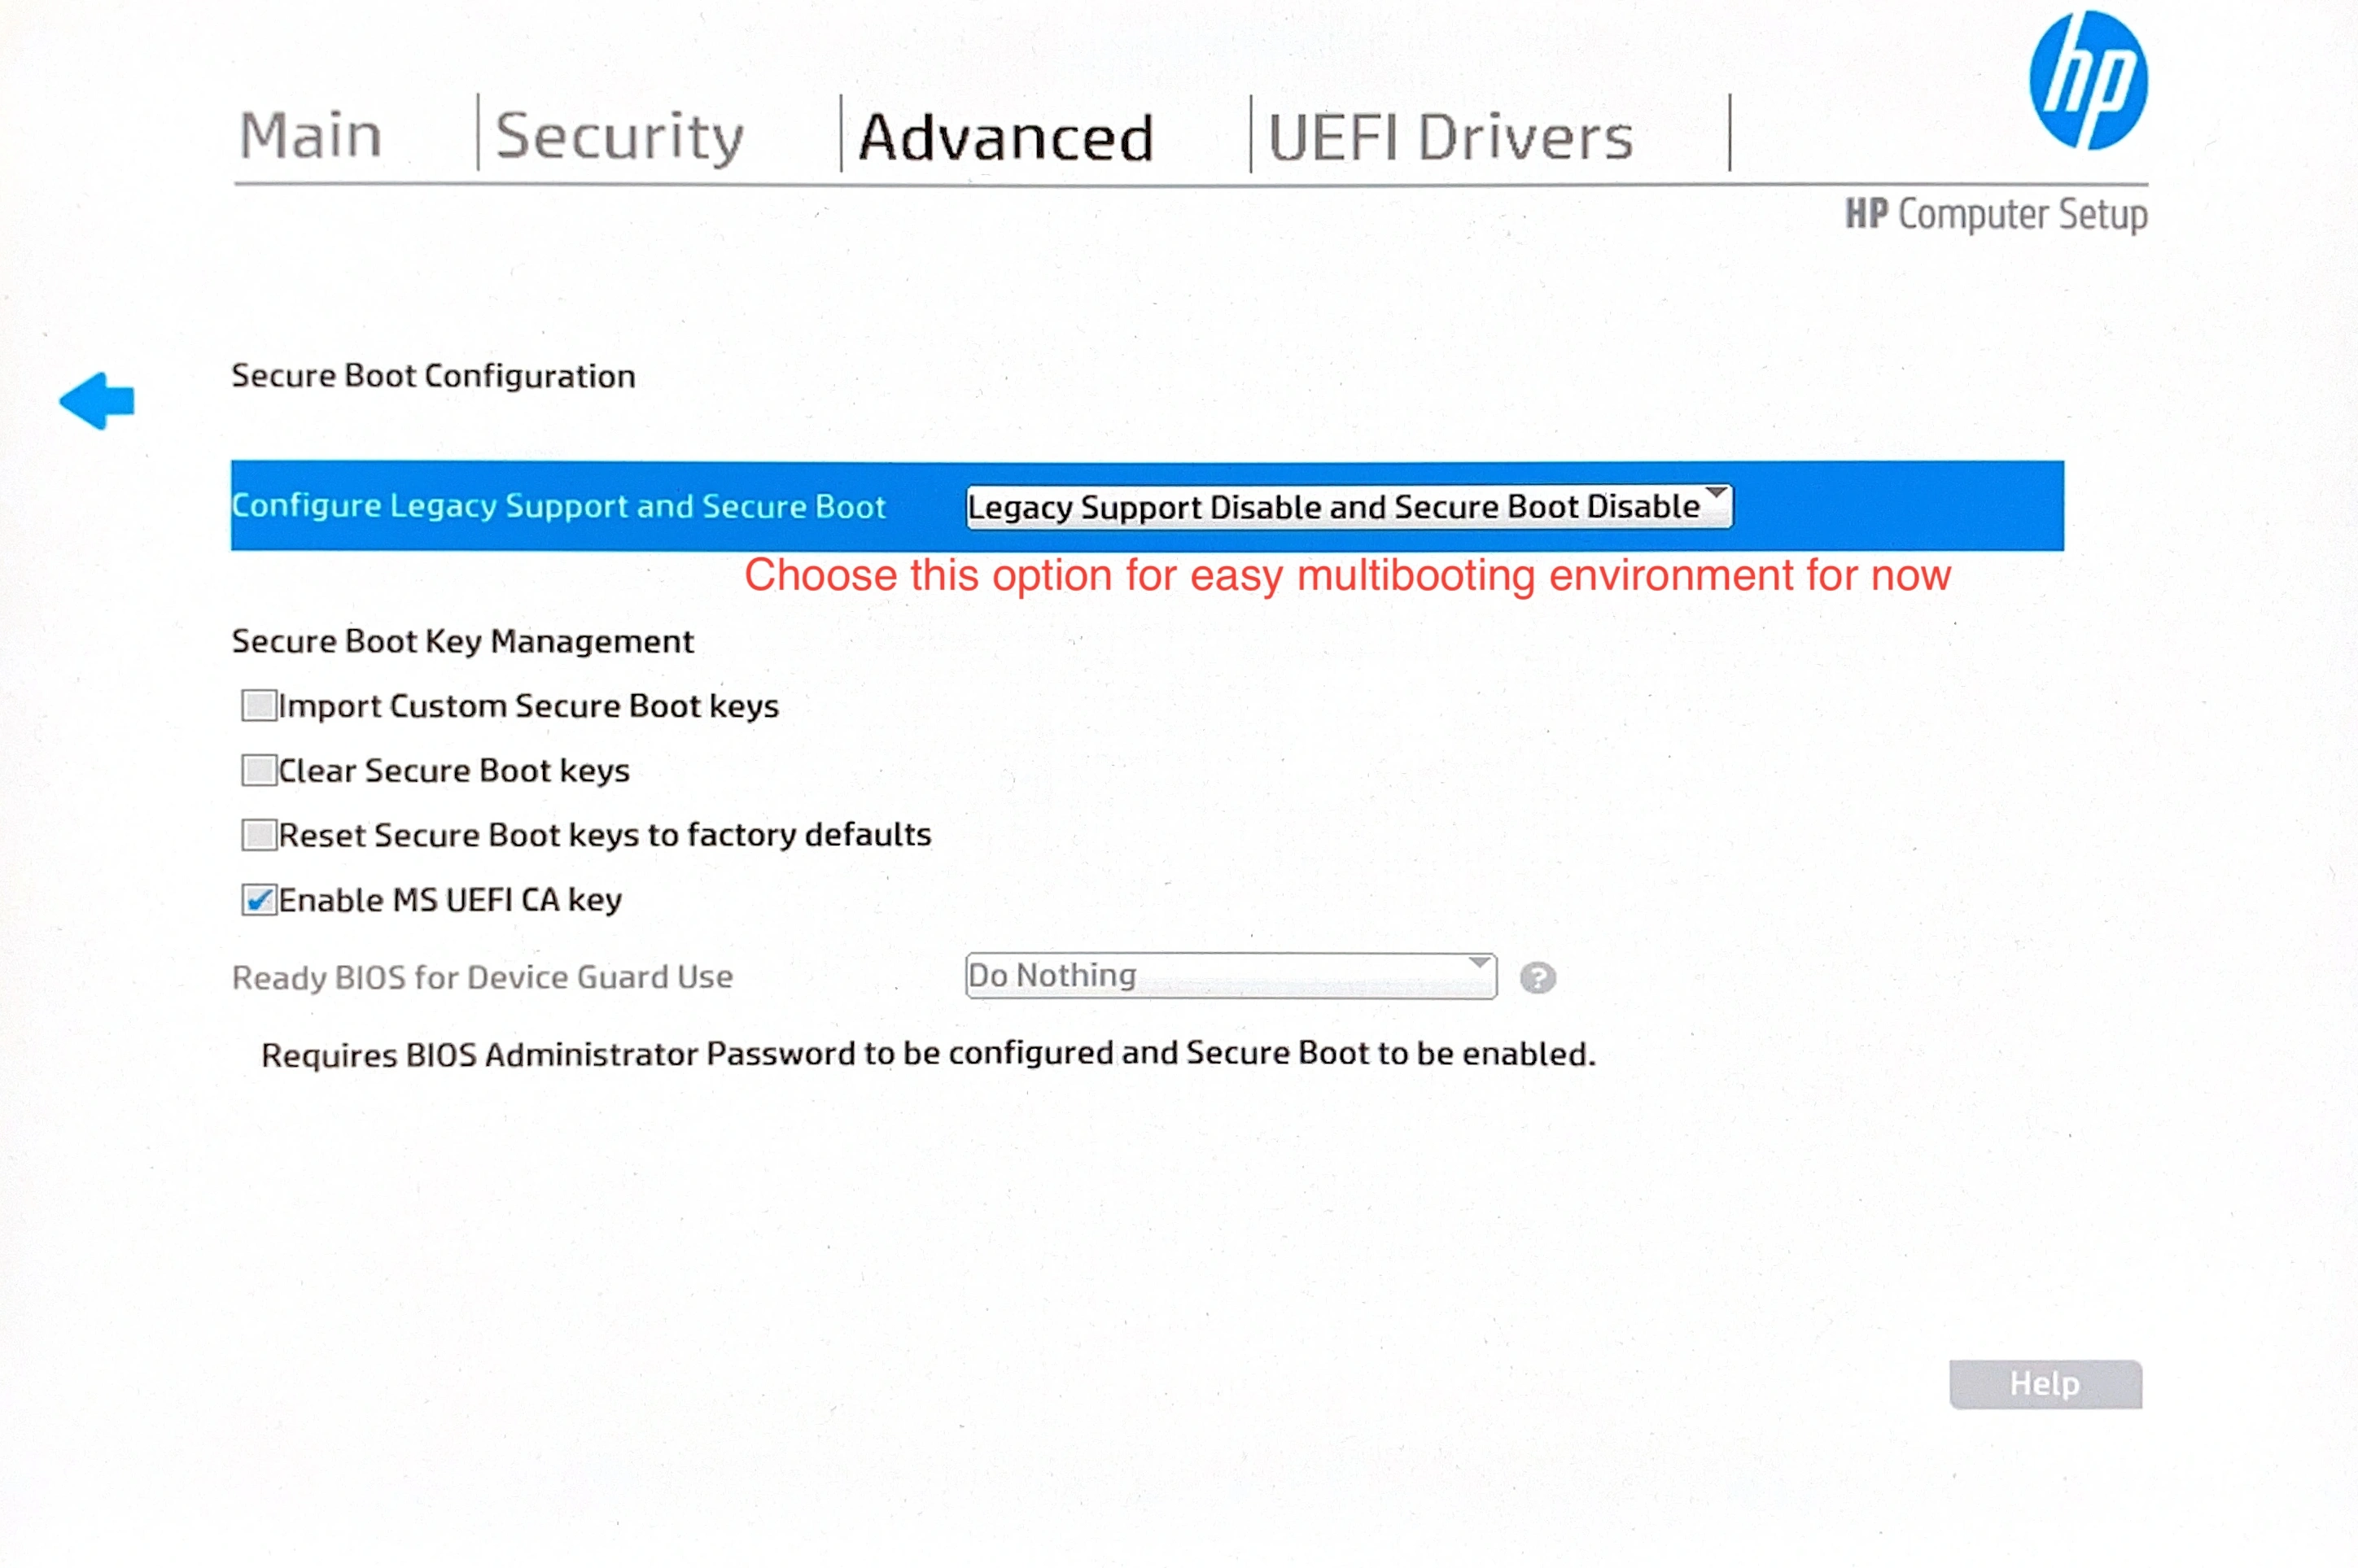 hp
Main Security Advanced UEFI Drivers
HP Computer Setup
Secure Boot Configuration
Configure Legacy Support and Secure Boot Legacy Support Disable and Secure Boot Disable
Choose this option for easy multibooting environment for now
Secure Boot Key Management
Import Custom Secure Boot keys
Clear Secure Boot keys
Reset Secure Boot keys to factory defaults
Enable MS UEFI CA key
Ready BIOS for Device Guard Use Do Nothing ?
Requires BIOS Administrator Password to be configured and Secure Boot to be enabled.
Help